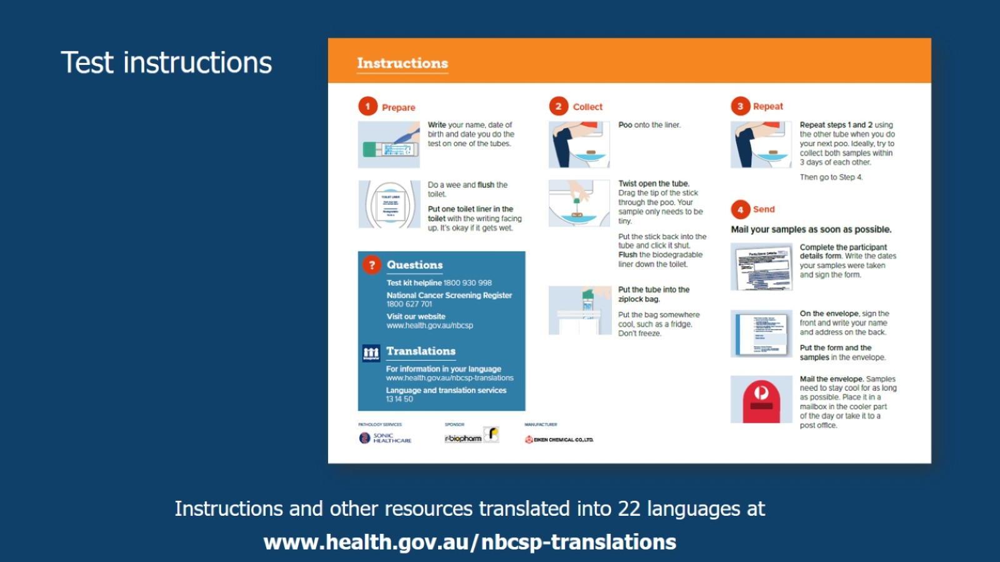 Test instructions
Instructions
1 Prepare
Write your name, date of
birth and date you do the
test on one of the tubes.
Do a wee and flush the
toilet.
Put one toilet liner in the
toilet with the writing facing
up. It's okay if it gets wet.
TOILET LINER
? Questions
Test kit helpline 1800 930 998
National Cancer Screening Register
1800 627 701
Visit our website
www.health.gov.au/nbcsp
Translations
For information in your language
www.health.gov.au/nbcsp-translations
Language and translation services
13 14 50
2 Collect
Poo onto the liner.
Twist open the tube.
Drag the tip of the stick
through the poo. Your
sample only needs to be
tiny.
Put the stick back into the
tube and click it shut.
Flush the biodegradable
liner down the toilet.
Put the tube into the
ziplock bag.
Put the bag somewhere
cool, such as a fridge.
Don't freeze.
3 Repeat
Repeat steps 1 and 2 using
the other tube when you do
your next poo. Ideally, try to
collect both samples within
3 days of each other.
Then go to Step 4.
4 Send
Mail your samples as soon as possible.
Participant Details
Complete the participant
details form. Write the dates
your samples were taken
and sign the form.
On the envelope, sign the
front and write your name
and address on the back.
Put the form and the
samples in the envelope.
Mail the envelope. Samples
need to stay cool for as long
as possible. Place it in a
mailbox in the cooler part
of the day or take it to a
post office.
PATHOLOGY SERVICES
SONIC
HEALTHCARE
SPONSOR
r-biopharm
MANUFACTURER
EIKEN CHEMICAL CO.,LTD.
Instructions and other resources translated into 22 languages at
www.health.gov.au/nbcsp-translations